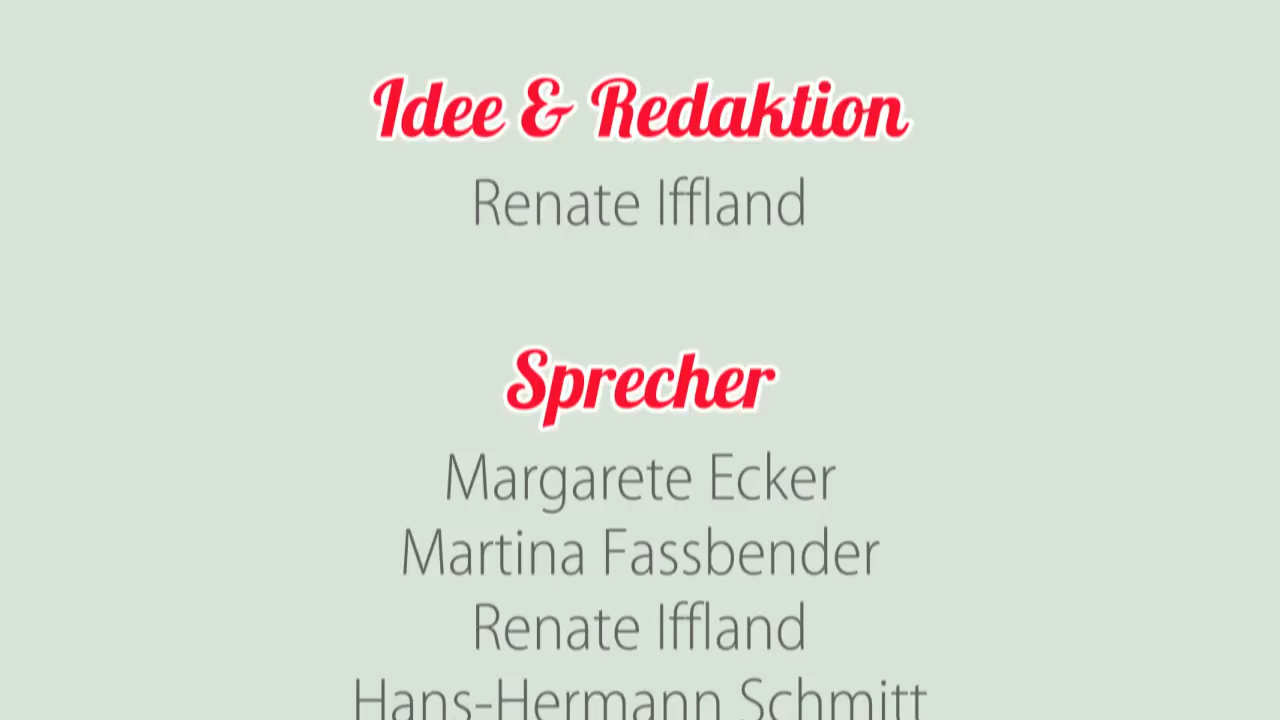 Idee & Redaktion
Renate Iffland
Sprecher
Margarete Ecker
Martina Fassbender
Renate Iffland
Hans-Hermann Schmitt